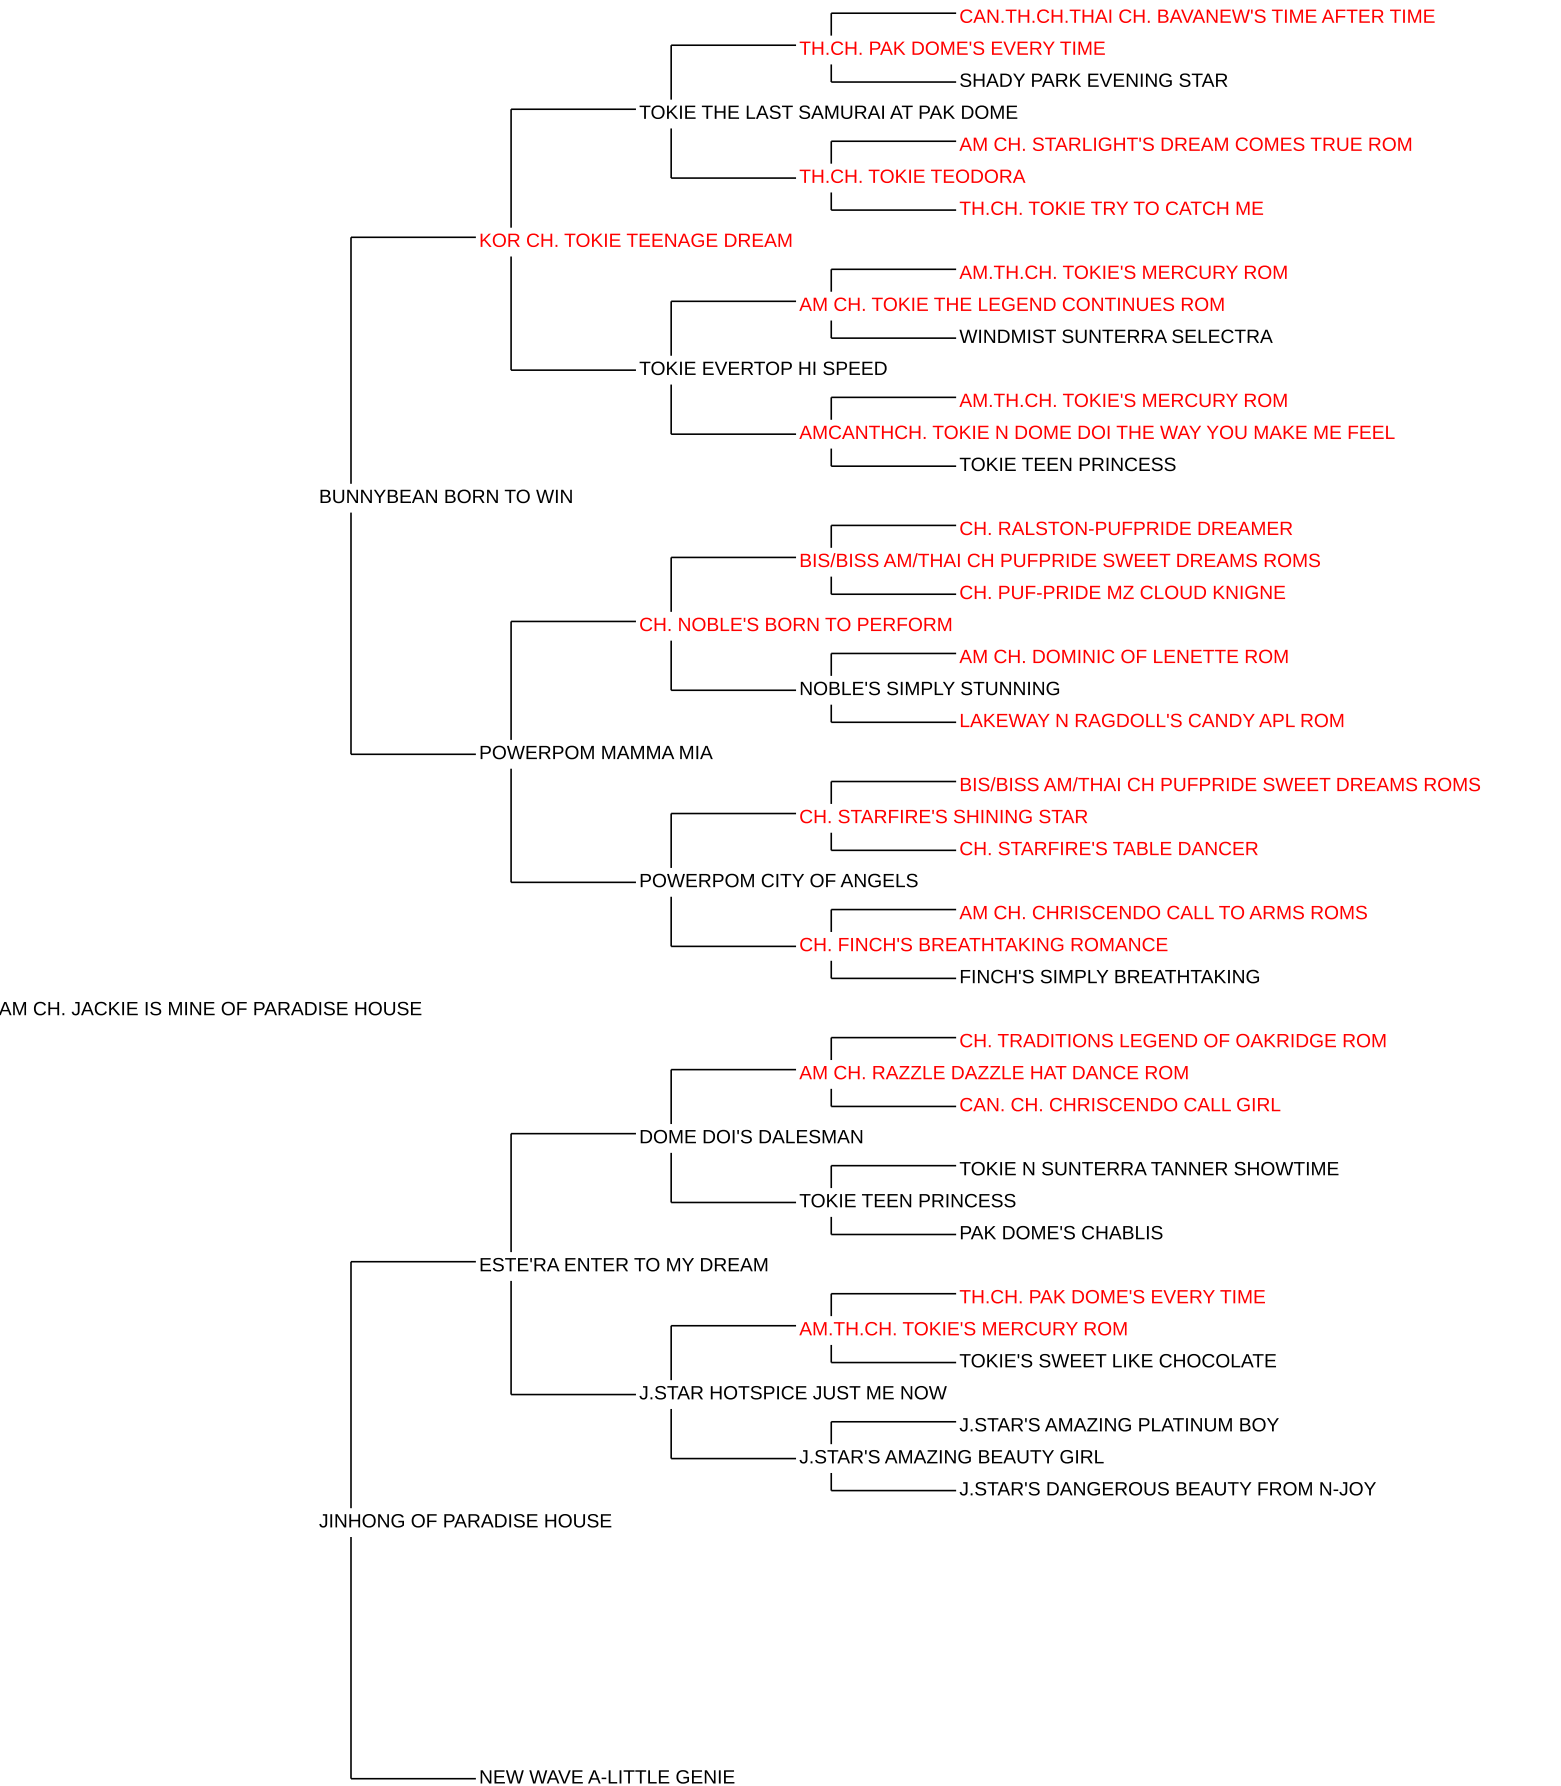 CAN.TH.CH.THAI CH. BAVANEW'S TIME AFTER TIME
TH.CH. PAK DOME'S EVERY TIME
SHADY PARK EVENING STAR
TOKIE THE LAST SAMURAI AT PAK DOME
AM CH. STARLIGHT'S DREAM COMES TRUE ROM
TH.CH. TOKIE TEODORA
TH.CH. TOKIE TRY TO CATCH ME
KOR CH. TOKIE TEENAGE DREAM
AM.TH.CH. TOKIE'S MERCURY ROM
AM CH. TOKIE THE LEGEND CONTINUES ROM
WINDMIST SUNTERRA SELECTRA
TOKIE EVERTOP HI SPEED
AM.TH.CH. TOKIE'S MERCURY ROM
AMCANTHCH. TOKIE N DOME DOI THE WAY YOU MAKE ME FEEL
TOKIE TEEN PRINCESS
BUNNYBEAN BORN TO WIN
CH. RALSTON-PUFPRIDE DREAMER
BIS/BISS AM/THAI CH PUFPRIDE SWEET DREAMS ROMS
CH. PUF-PRIDE MZ CLOUD KNIGNE
CH. NOBLE'S BORN TO PERFORM
AM CH. DOMINIC OF LENETTE ROM
NOBLE'S SIMPLY STUNNING
LAKEWAY N RAGDOLL'S CANDY APL ROM
POWERPOM MAMMA MIA
BIS/BISS AM/THAI CH PUFPRIDE SWEET DREAMS ROMS
CH. STARFIRE'S SHINING STAR
CH. STARFIRE'S TABLE DANCER
POWERPOM CITY OF ANGELS
AM CH. CHRISCENDO CALL TO ARMS ROMS
CH. FINCH'S BREATHTAKING ROMANCE
FINCH'S SIMPLY BREATHTAKING
AM CH. JACKIE IS MINE OF PARADISE HOUSE
CH. TRADITIONS LEGEND OF OAKRIDGE ROM
AM CH. RAZZLE DAZZLE HAT DANCE ROM
CAN. CH. CHRISCENDO CALL GIRL
DOME DOI'S DALESMAN
TOKIE N SUNTERRA TANNER SHOWTIME
TOKIE TEEN PRINCESS
PAK DOME'S CHABLIS
ESTE'RA ENTER TO MY DREAM
TH.CH. PAK DOME'S EVERY TIME
AM.TH.CH. TOKIE'S MERCURY ROM
TOKIE'S SWEET LIKE CHOCOLATE
J.STAR HOTSPICE JUST ME NOW
J.STAR'S AMAZING PLATINUM BOY
J.STAR'S AMAZING BEAUTY GIRL
J.STAR'S DANGEROUS BEAUTY FROM N-JOY
JINHONG OF PARADISE HOUSE
NEW WAVE A-LITTLE GENIE